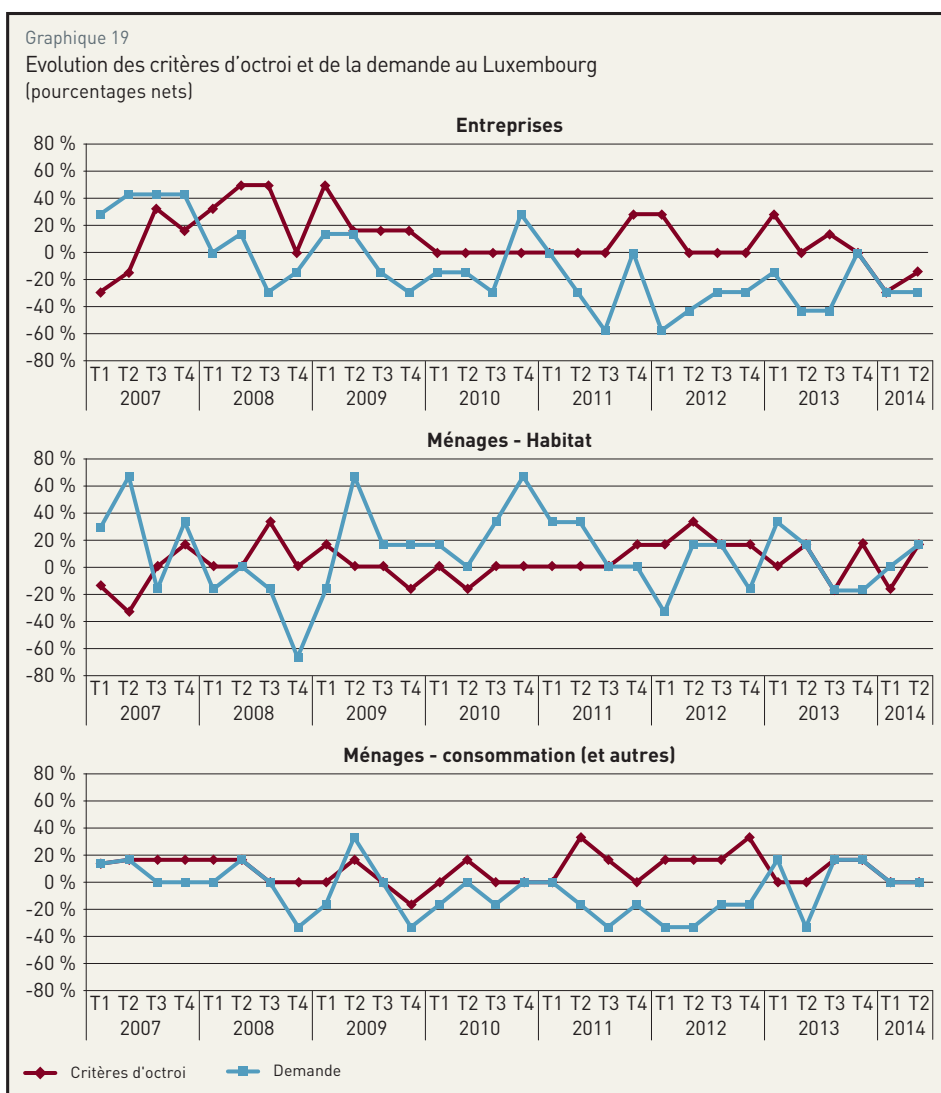 Graphique 19
Evolution des critères d'octroi et de la demande au Luxembourg
(pourcentages nets)
Entreprises
80 %
60 %
40 %
20 %
0 %
-20 %
-40 %
-60 %
-80 %
T1 T2 T3 T4 T1 T2 T3 T4 T1 T2 T3 T4 T1 T2 T3 T4 T1 T2 T3 T4 T1 T2 T3 T4 T1 T2 T3 T4 T1 T2
2007 2008 2009 2010 2011 2012 2013 2014
Ménages - Habitat
80 %
60 %
40 %
20 %
0 %
-20 %
-40 %
-60 %
-80 %
T1 T2 T3 T4 T1 T2 T3 T4 T1 T2 T3 T4 T1 T2 T3 T4 T1 T2 T3 T4 T1 T2 T3 T4 T1 T2 T3 T4 T1 T2
2007 2008 2009 2010 2011 2012 2013 2014
Ménages - consommation (et autres)
80 %
60 %
40 %
20 %
0 %
-20 %
-40 %
-60 %
-80 %
T1 T2 T3 T4 T1 T2 T3 T4 T1 T2 T3 T4 T1 T2 T3 T4 T1 T2 T3 T4 T1 T2 T3 T4 T1 T2 T3 T4 T1 T2
2007 2008 2009 2010 2011 2012 2013 2014
Critères d'octroi Demande